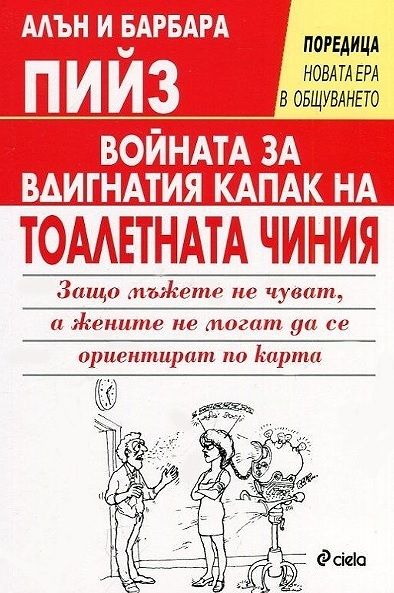 АЛЪН И БАРБАРА
ПИЙЗ
ПОРЕДИЦА
НОВАТА ЕРА
В ОБЩУВАНЕТО
ВОЙНАТА ЗА
ВДИГНАТИЯ КАПАК НА
ТОАЛЕТНАТА ЧИНИЯ
Защо мъжете не чуват,
а жените не могат да се
ориентират по карта
ciela